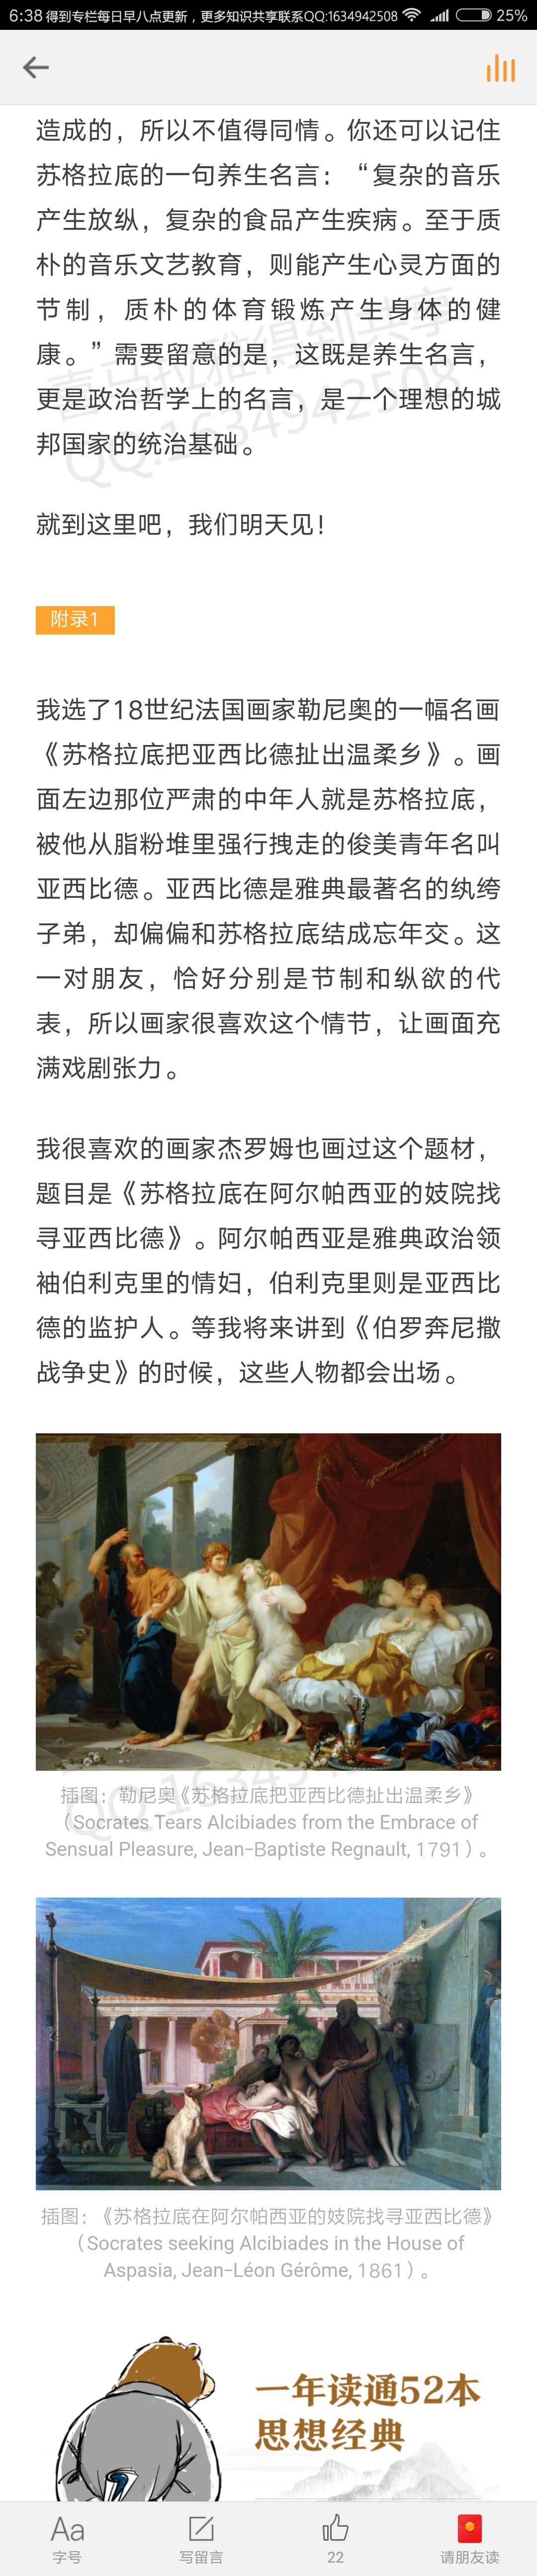 6:38 得到专栏每日早八点更新，更多知识共享联系QQ:1634942508 25%
造成的，所以不值得同情。你还可以记住
苏格拉底的一句养生名言：“复杂的音乐
产生放纵，复杂的食品产生疾病。至于质
朴的音乐文艺教育，则能产生心灵方面的
节制，质朴的体育锻炼产生身体的健
康。”需要留意的是，这既是养生名言，
更是政治哲学上的名言，是一个理想的城
邦国家的统治基础。
喜马拉雅得到共享
QQ:1634942508
就到这里吧，我们明天见！
附录1
我选了18世纪法国画家勒尼奥的一幅名画
《苏格拉底把亚西比德扯出温柔乡》。画
面左边那位严肃的中年人就是苏格拉底，
被他从脂粉堆里强行拽走的俊美青年名叫
亚西比德。亚西比德是雅典最著名的纨绔
子弟，却偏偏和苏格拉底结成忘年交。这
一对朋友，恰好分别是节制和纵欲的代
表，所以画家很喜欢这个情节，让画面充
满戏剧张力。
我很喜欢的画家杰罗姆也画过这个题材，
题目是《苏格拉底在阿尔帕西亚的妓院找
寻亚西比德》。阿尔帕西亚是雅典政治领
袖伯利克里的情妇，伯利克里则是亚西比
德的监护人。等我将来讲到《伯罗奔尼撒
战争史》的时候，这些人物都会出场。
插图：勒尼奥《苏格拉底把亚西比德扯出温柔乡》
（Socrates Tears Alcibiades from the Embrace of
Sensual Pleasure, Jean-Baptiste Regnault, 1791）。
插图：《苏格拉底在阿尔帕西亚的妓院找寻亚西比德》
（Socrates seeking Alcibiades in the House of
Aspasia, Jean-Léon Gérôme, 1861）。
一年读通52本
思想经典
Aa
字号 写留言 22 请朋友读